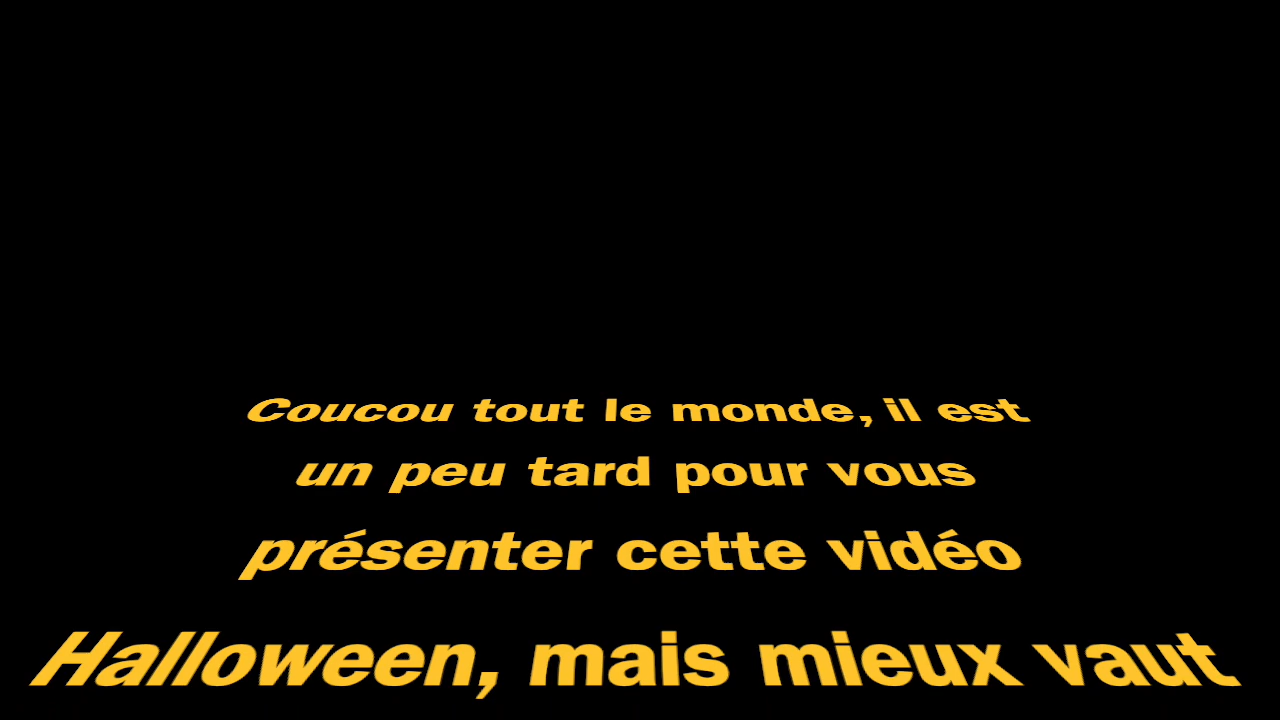 Coucou tout le monde, il est
un peu tard pour vous
présenter cette vidéo
Halloween, mais mieux vaut